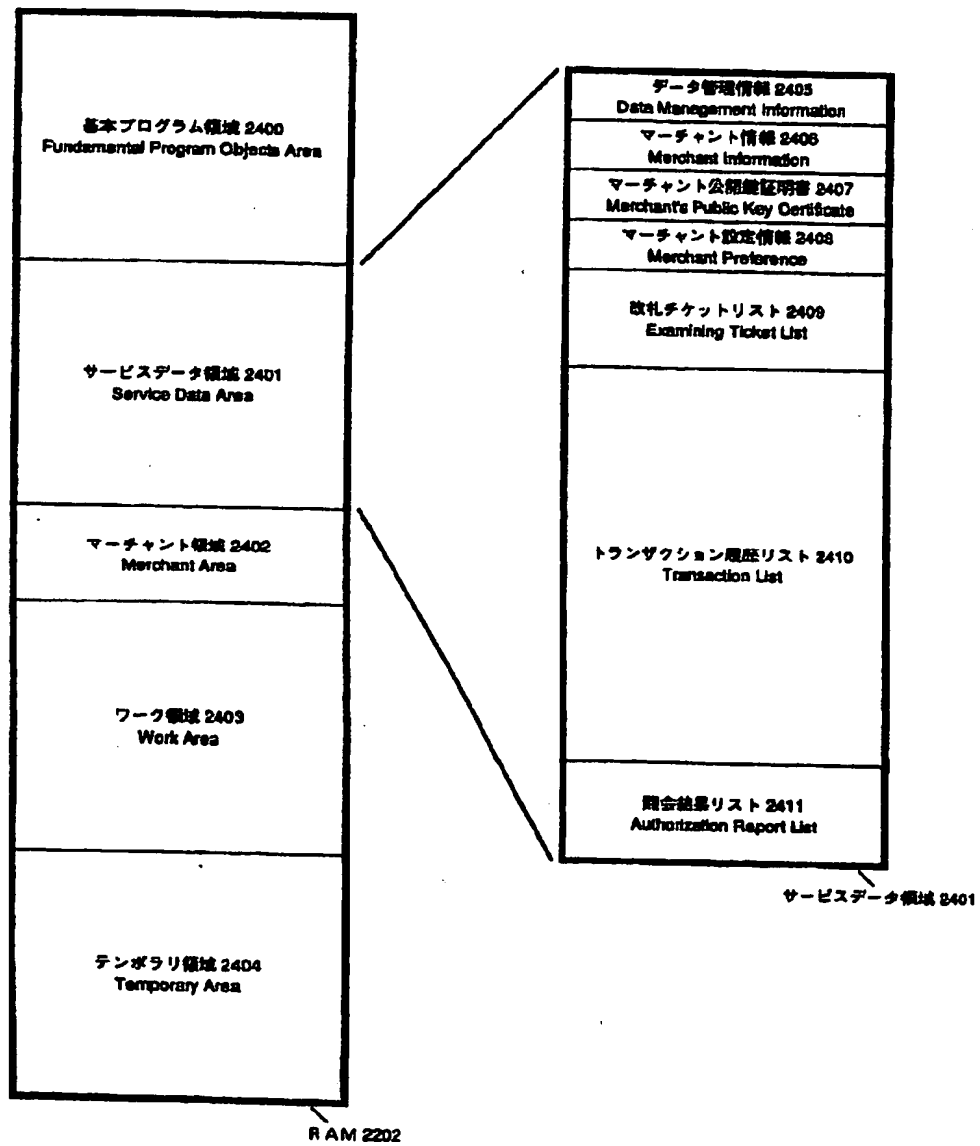 基本プログラム領域 2400
Fundamental Program Objects Area
サービスデータ領域 2401
Service Data Area
マーチャント領域 2402
Merchant Area
ワーク領域 2403
Work Area
テンポラリ領域 2404
Temporary Area
RAM 2202
データ管理情報 2405
Data Management Information
マーチャント情報 2406
Merchant Information
マーチャント公開鍵証明書 2407
Merchant's Public Key Certificate
マーチャント設定情報 2408
Merchant Preference
改札チケットリスト 2409
Examining Ticket List
トランザクション履歴リスト 2410
Transaction List
照会結果リスト 2411
Authorization Report List
サービスデータ領域 2401